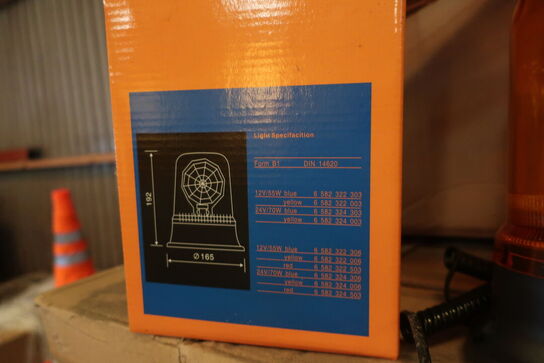 Light Specifacition
Form B1 DIN 14620
12V/55W blue 6 582 322 303
yellow 6 582 322 003
24V/70W blue 6 582 324 303
yellow 6 582 324 003
12V/55W blue 6 582 322 306
yellow 6 582 322 006
red 6 582 322 503
24V/70W blue 6 582 324 306
yellow 6 582 324 006
red 6 582 324 503
192
Ø165